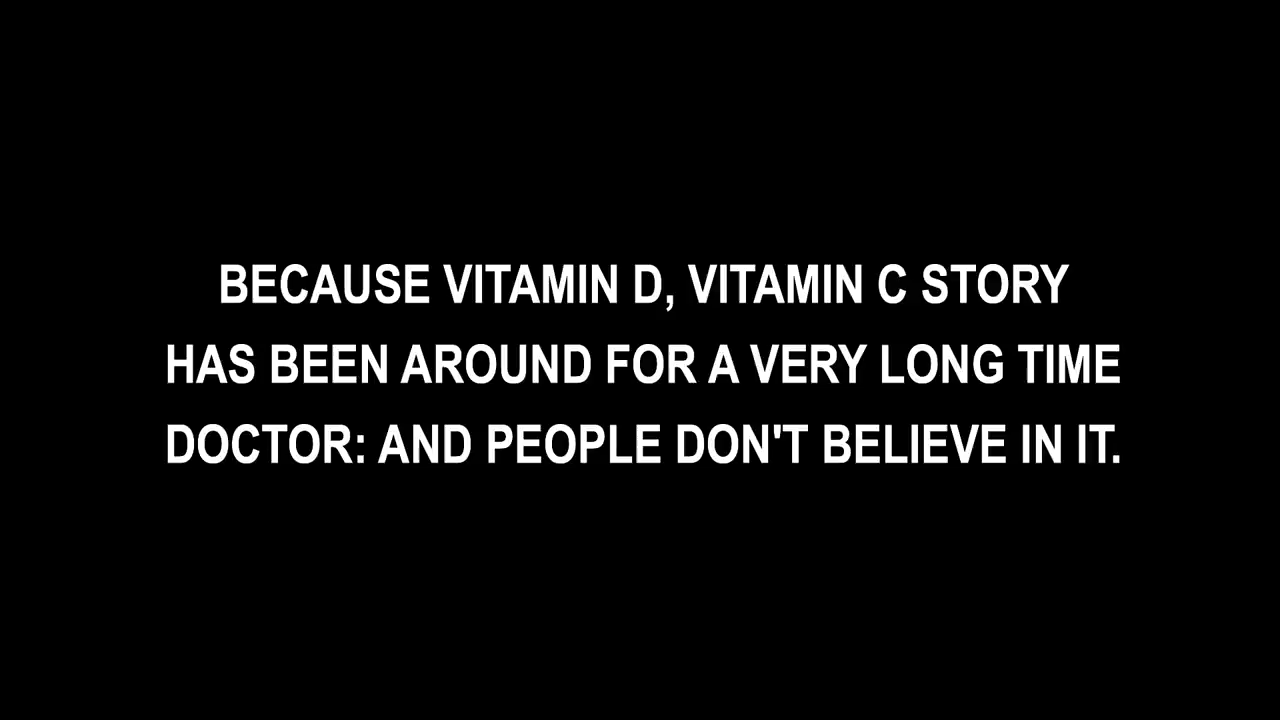 BECAUSE VITAMIN D, VITAMIN C STORY
HAS BEEN AROUND FOR A VERY LONG TIME
DOCTOR: AND PEOPLE DON'T BELIEVE IN IT.